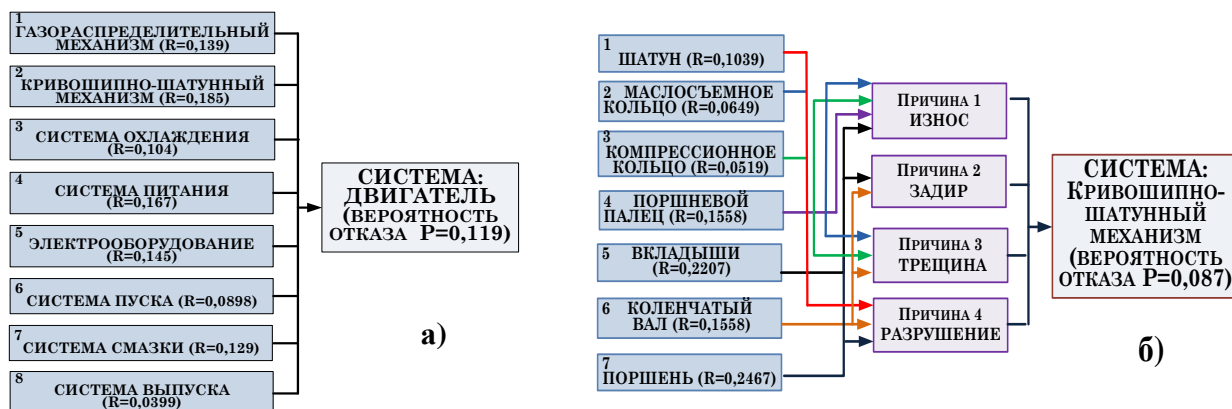 1
ГАЗОРАСПРЕДЕЛИТЕЛЬНЫЙ
МЕХАНИЗМ (R=0,139)
2
КРИВОШИПНО-ШАТУННЫЙ
МЕХАНИЗМ (R=0,185)
3
СИСТЕМА ОХЛАЖДЕНИЯ
(R=0,104)
4
СИСТЕМА ПИТАНИЯ
(R=0,167)
5
ЭЛЕКТРООБОРУДОВАНИЕ
(R=0,145)
6
СИСТЕМА ПУСКА (R=0,0898)
7
СИСТЕМА СМАЗКИ (R=0,129)
8
СИСТЕМА ВЫПУСКА
(R=0,0399)
СИСТЕМА:
ДВИГАТЕЛЬ
(ВЕРОЯТНОСТЬ
ОТКАЗА P=0,119)
а)
1
ШАТУН (R=0,1039)
2 МАСЛОСЪЕМНОЕ
КОЛЬЦО (R=0,0649)
3
КОМПРЕССИОННОЕ
КОЛЬЦО (R=0,0519)
4 ПОРШНЕВОЙ
ПАЛЕЦ (R=0,1558)
5 ВКЛАДЫШИ
(R=0,2207)
6 КОЛЕНЧАТЫЙ
ВАЛ (R=0,1558)
7
ПОРШЕНЬ (R=0,2467)
ПРИЧИНА 1
ИЗНОС
ПРИЧИНА 2
ЗАДИР
ПРИЧИНА 3
ТРЕЩИНА
ПРИЧИНА 4
РАЗРУШЕНИЕ
СИСТЕМА:
КРИВОШИПНО-
ШАТУННЫЙ
МЕХАНИЗМ
(ВЕРОЯТНОСТЬ
ОТКАЗА P=0,087)
б)